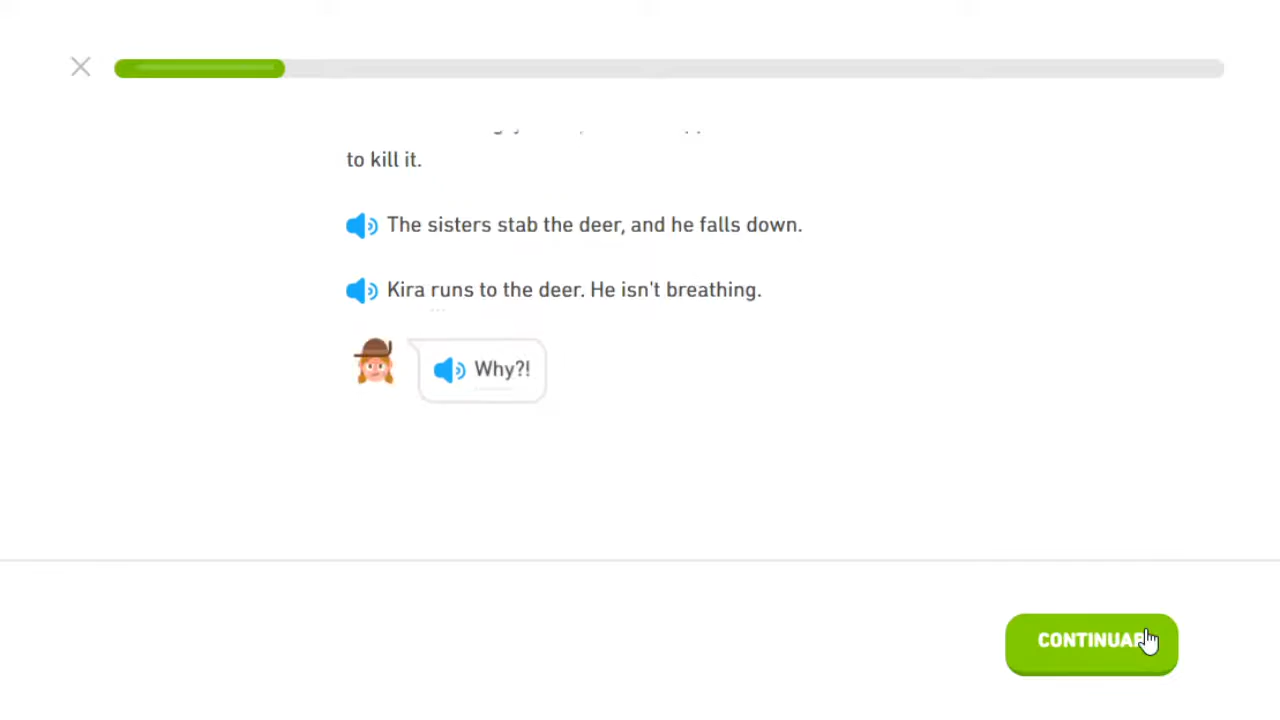 to kill it.
The sisters stab the deer, and he falls down.
Kira runs to the deer. He isn't breathing.
Why?!
CONTINUAR